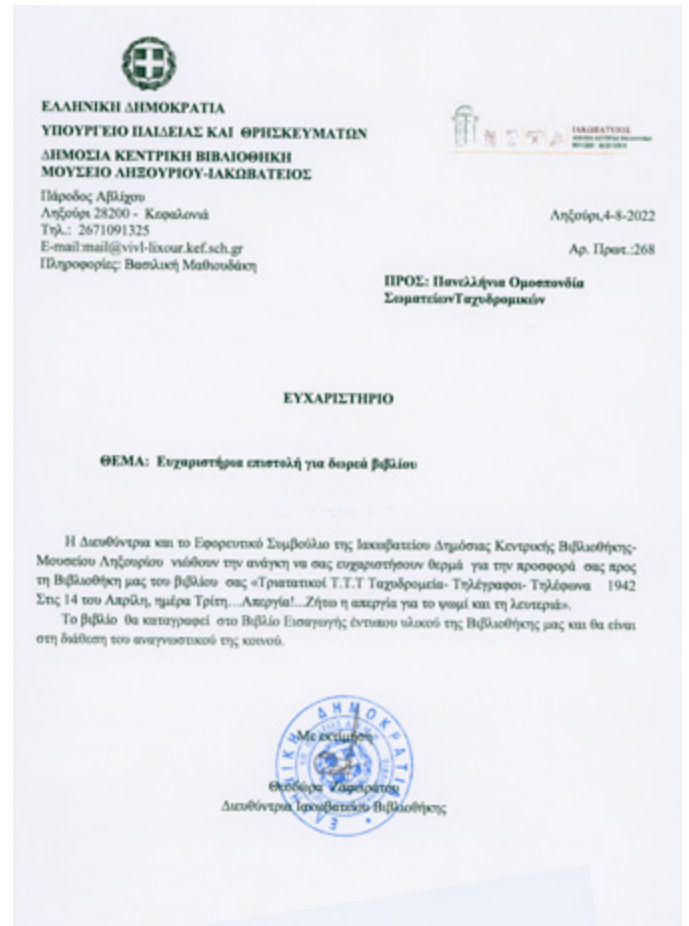 ΕΛΛΗΝΙΚΗ ΔΗΜΟΚΡΑΤΙΑ
ΥΠΟΥΡΓΕΙΟ ΠΑΙΔΕΙΑΣ ΚΑΙ ΘΡΗΣΚΕΥΜΑΤΩΝ
ΔΗΜΟΣΙΑ ΚΕΝΤΡΙΚΗ ΒΙΒΛΙΟΘΗΚΗ
ΜΟΥΣΕΙΟ ΛΗΞΟΥΡΙΟΥ-ΙΑΚΩΒΑΤΕΙΟΣ
ΙΑΚΩΒΑΤΕΙΟΣ
Πάροδος Αβλίχου
Ληξούρι 28200 - Κεφαλονιά
Τηλ.: 2671091325
E-mail:mail@vivl-lixour.kef.sch.gr
Πληροφορίες: Βασιλική Μαθιουδάκη
Ληξούρι,4-8-2022
Αρ. Πρωτ.:268
ΠΡΟΣ: Πανελλήνια Ομοσπονδία
ΣωματείωνΤαχυδρομικών
ΕΥΧΑΡΙΣΤΗΡΙΟ
ΘΕΜΑ: Ευχαριστήρια επιστολή για δωρεά βιβλίου
Η Διευθύντρια και το Εφορευτικό Συμβούλιο της Ιακωβατείου Δημόσιας Κεντρικής Βιβλιοθήκης-
Μουσείου Ληξουρίου νιώθουν την ανάγκη να σας ευχαριστήσουν θερμά για την προσφορά σας προς
τη Βιβλιοθήκη μας του βιβλίου σας «Τριατατικοί Τ.Τ.Τ Ταχυδρομεία- Τηλέγραφοι- Τηλέφωνα 1942
Στις 14 του Απρίλη, ημέρα Τρίτη…Απεργία!...Ζήτω η απεργία για το ψωμί και τη λευτεριά».
Το βιβλίο θα καταγραφεί στο Βιβλίο Εισαγωγής έντυπου υλικού της Βιβλιοθήκης μας και θα είναι
στη διάθεση του αναγνωστικού της κοινού.
Με εκτίμηση
Θεοδώρα Ζαφειράτου
Διευθύντρια Ιακωβατείου Βιβλιοθήκης
ΕΛΛΗΝΙΚΗ ΔΗΜΟΚΡΑΤΙΑ